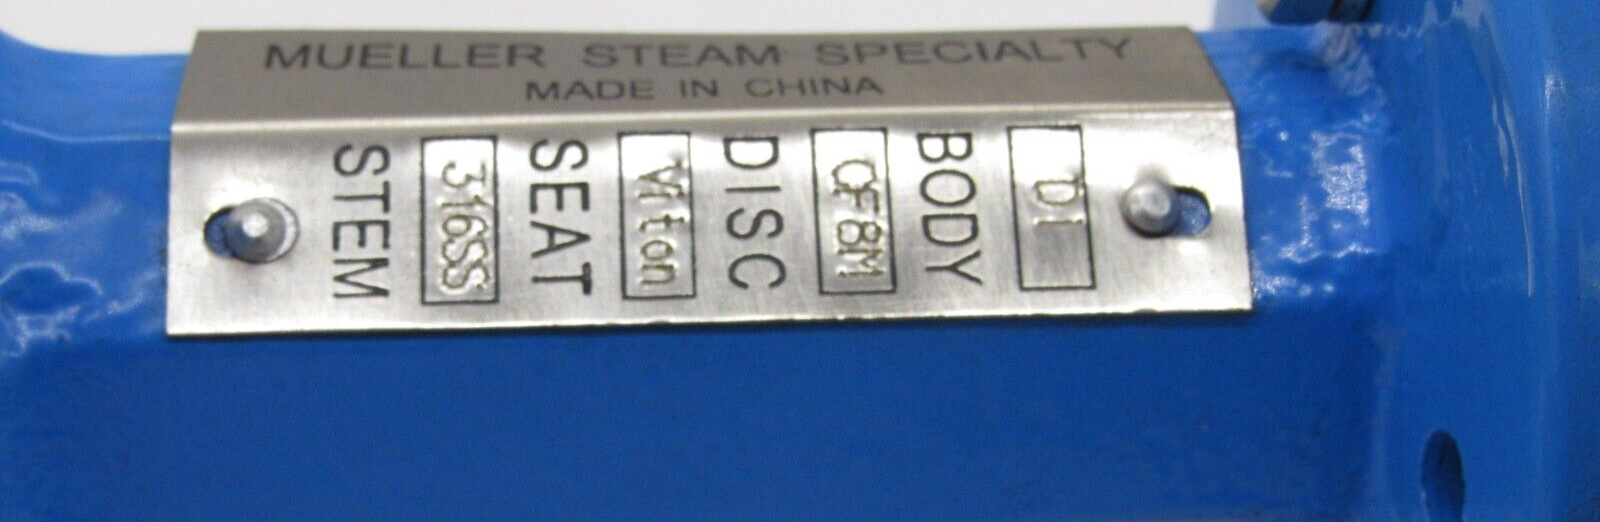 MUELLER STEAM SPECIALTY
MADE IN CHINA
BODY DI
DISC CF8M
SEAT Viton
STEM 316SS